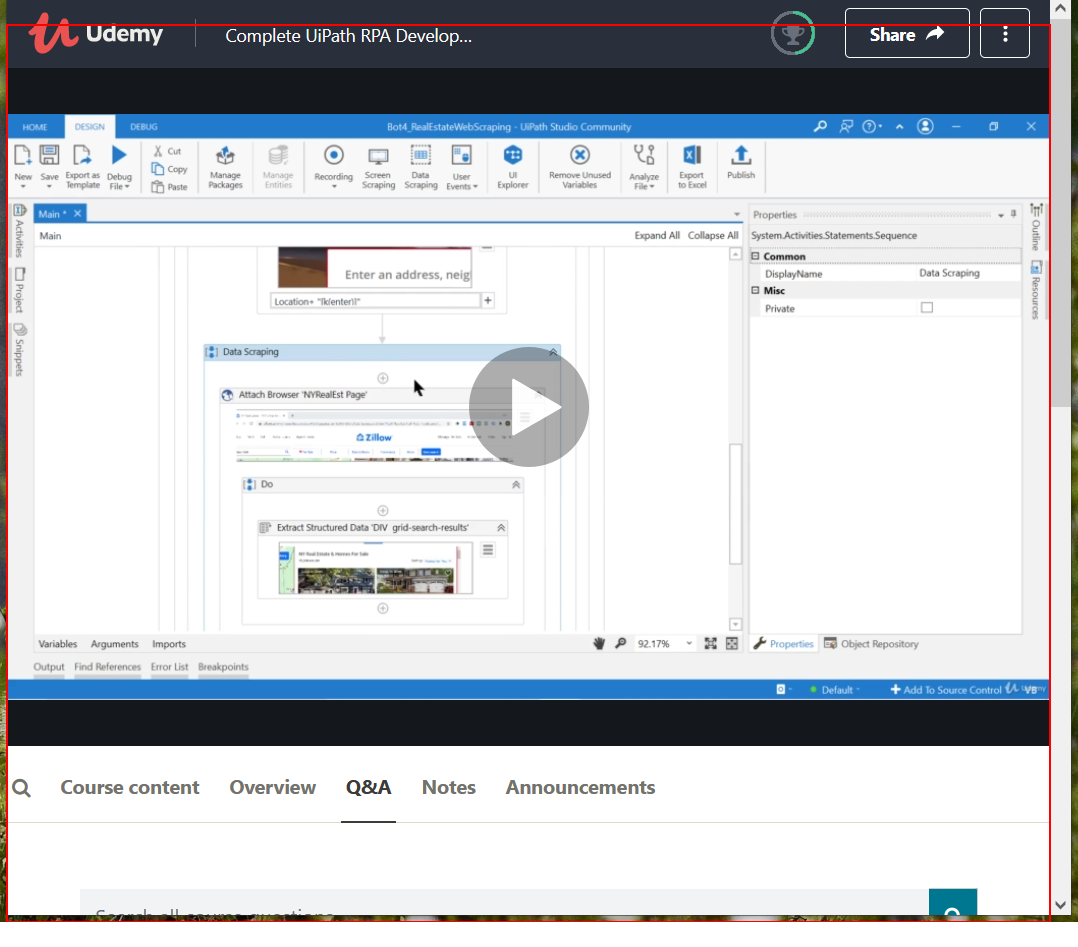 Udemy
Complete UiPath RPA Develop...
Share
HOME
DESIGN
DEBUG
Bot4_RealEstateWebScraping - UiPath Studio Community
New
Save
Export as Template
Debug File
Cut
Copy
Paste
Manage Packages
Manage Entities
Recording
Screen Scraping
Data Scraping
User Events
UI Explorer
Remove Unused Variables
Analyze File
Export to Excel
Publish
Activities
Project
Snippets
Main *
Main
Expand All Collapse All
Enter an address, neig
Location+ "[k(enter)]"
Data Scraping
Attach Browser 'NYRealEst Page'
Zillow
Do
Extract Structured Data 'DIV grid-search-results'
NY Real Estate & Homes For Sale
Properties
System.Activities.Statements.Sequence
Common
DisplayName Data Scraping
Misc
Private
Outline
Resources
Variables Arguments Imports
92.17%
Properties
Object Repository
Output Find References Error List Breakpoints
Default
Add To Source Control
Udemy
VB
Course content
Overview
Q&A
Notes
Announcements
Search all course questions